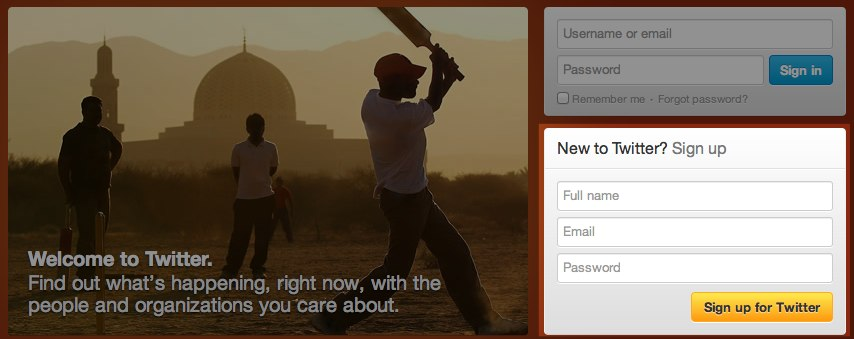 Welcome to Twitter.
Find out what's happening, right now, with the
people and organizations you care about.
Username or email
Password
Sign in
Remember me · Forgot password?
New to Twitter? Sign up
Full name
Email
Password
Sign up for Twitter